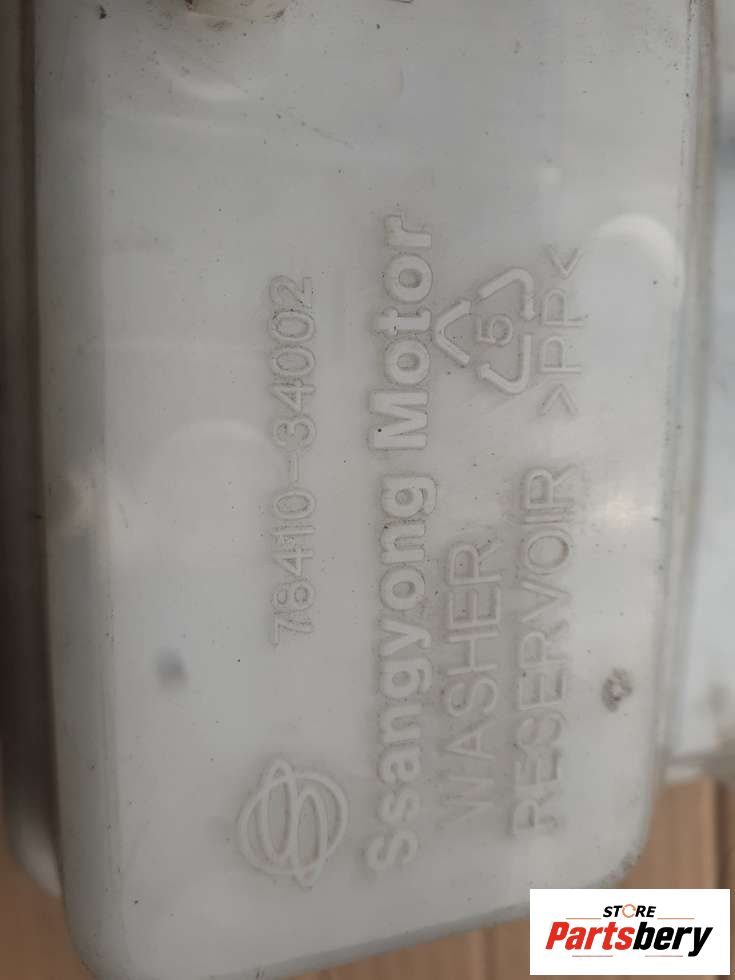 78410-34002
Ssangyong Motor
WASHER
5
RESERVOIR >PP<
STORE
Partsbery